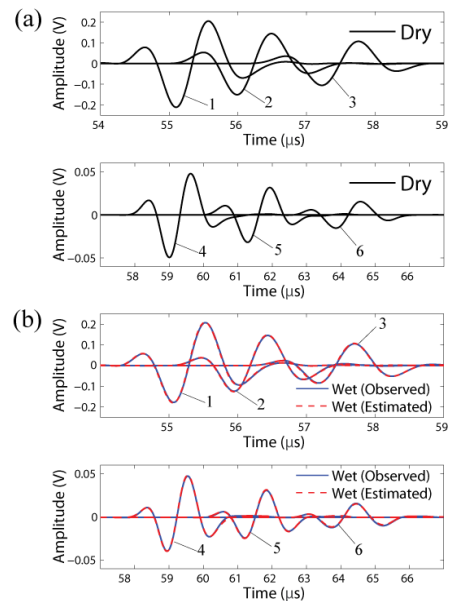 (a)
Amplitude (V)
0.2
0.1
0
-0.1
-0.2
Dry
1
2
3
54 55 56 57 58 59
Time (μs)
Amplitude (V)
0.05
0
-0.05
Dry
4
5
6
58 59 60 61 62 63 64 65 66
Time (μs)
(b)
Amplitude (V)
0.2
0.1
0
-0.1
-0.2
3
1
2
Wet (Observed)
Wet (Estimated)
55 56 57 58 59
Time (μs)
Amplitude (V)
0.05
0
-0.05
Wet (Observed)
Wet (Estimated)
4
5
6
58 59 60 61 62 63 64 65 66
Time (μs)